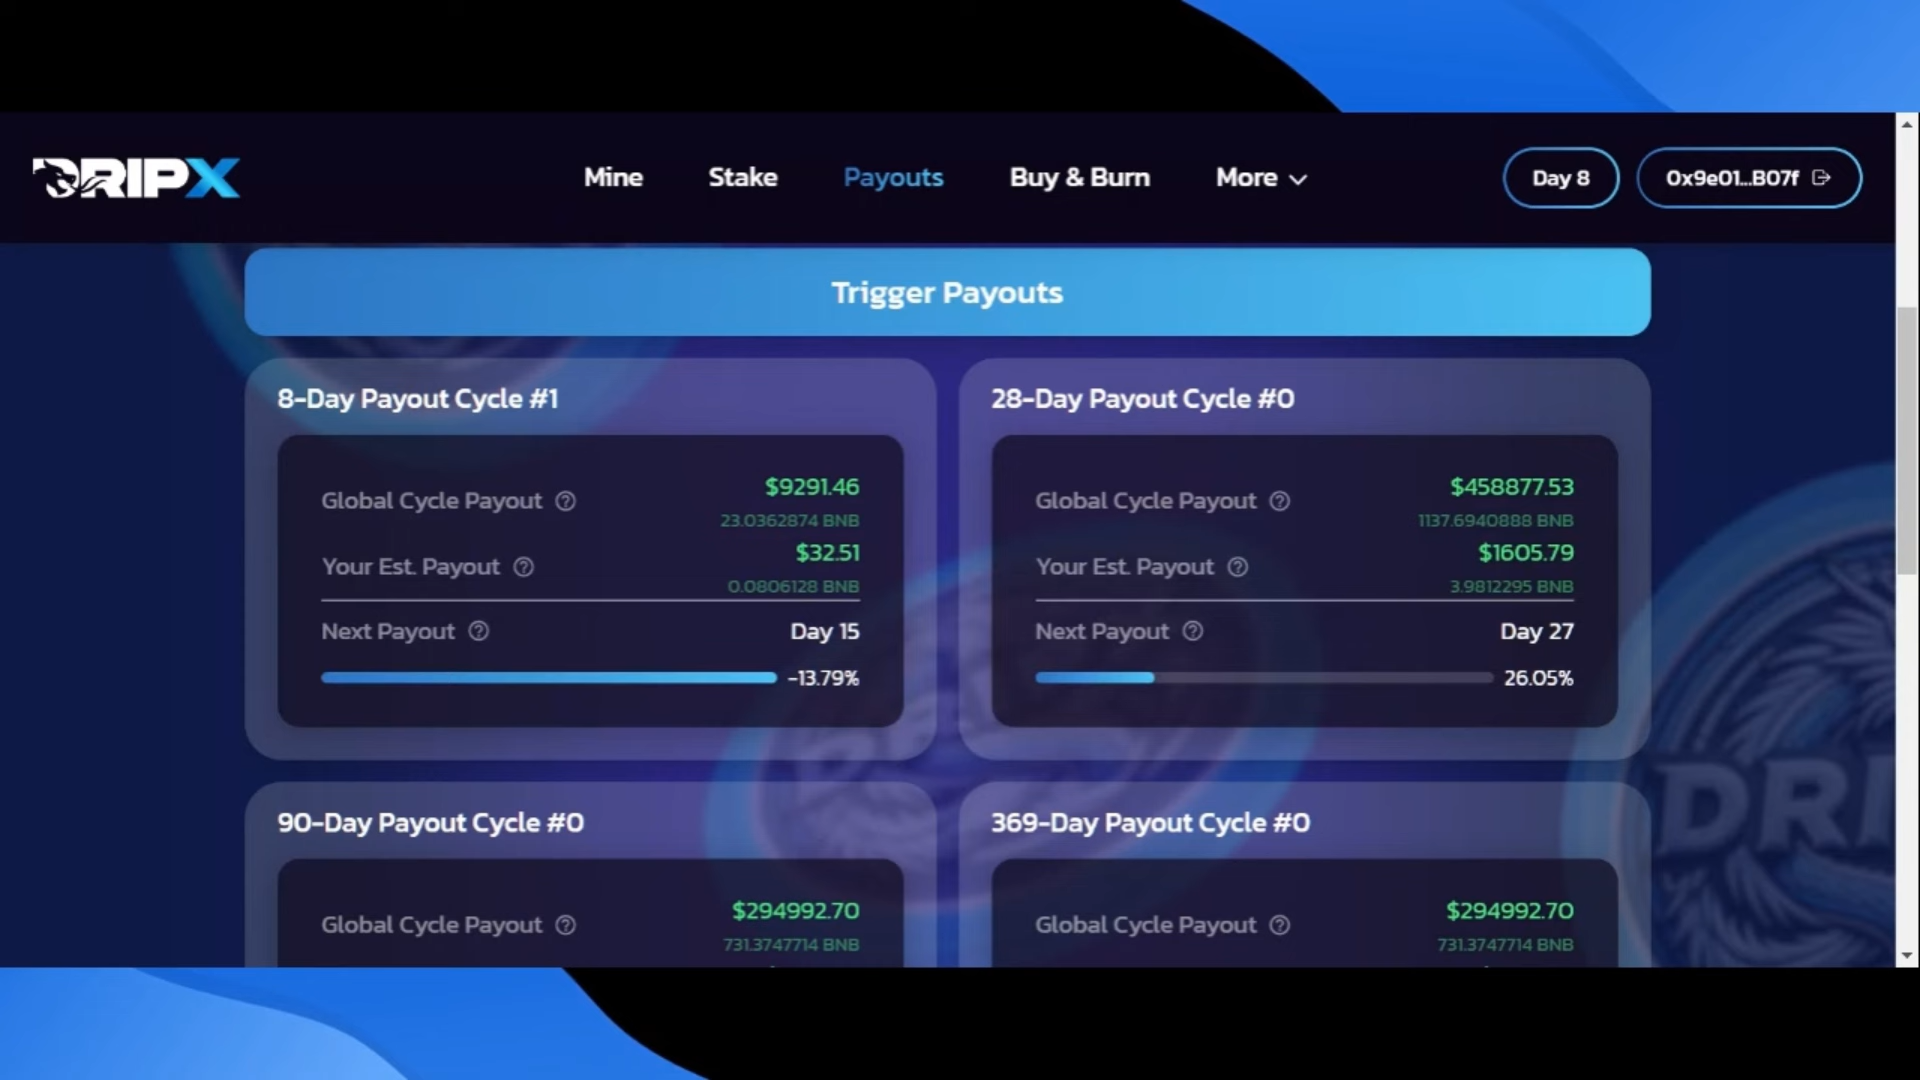 DRIPX
Mine
Stake
Payouts
Buy & Burn
More
Day 8
0x9e01...B07f
Trigger Payouts
8-Day Payout Cycle #1
Global Cycle Payout
$9291.46
23.0362874 BNB
Your Est. Payout
$32.51
0.0806128 BNB
Next Payout
Day 15
-13.79%
28-Day Payout Cycle #0
Global Cycle Payout
$458877.53
1137.6940888 BNB
Your Est. Payout
$1605.79
3.9812295 BNB
Next Payout
Day 27
26.05%
90-Day Payout Cycle #0
Global Cycle Payout
$294992.70
731.3747714 BNB
369-Day Payout Cycle #0
Global Cycle Payout
$294992.70
731.3747714 BNB
DRI